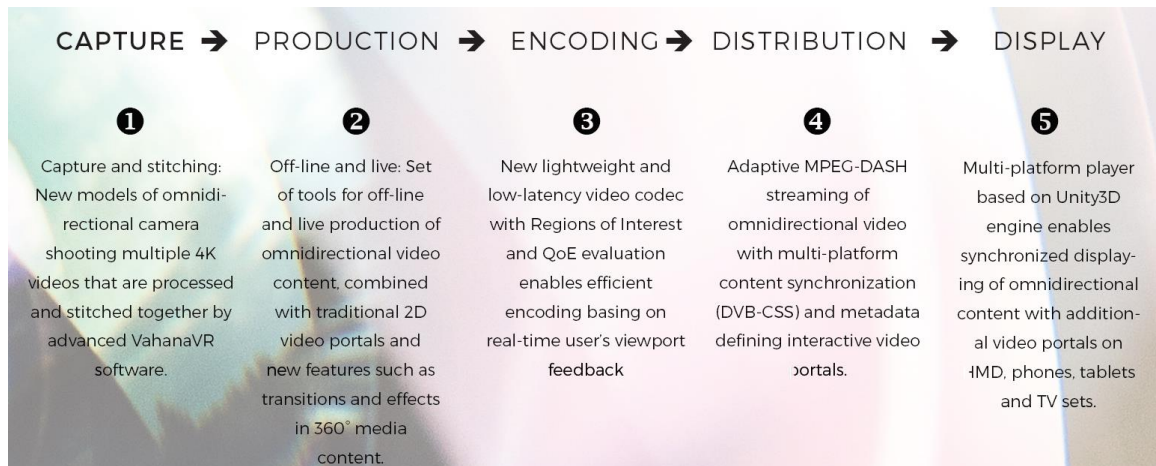 CAPTURE ➔ PRODUCTION ➔ ENCODING ➔ DISTRIBUTION ➔ DISPLAY
❶
Capture and stitching:
New models of omnidi-
rectional camera
shooting multiple 4K
videos that are processed
and stitched together by
advanced VahanaVR
software.
❷
Off-line and live: Set
of tools for off-line
and live production of
omnidirectional video
content, combined
with traditional 2D
video portals and
new features such as
transitions and effects
in 360° media
content.
❸
New lightweight and
low-latency video codec
with Regions of Interest
and QoE evaluation
enables efficient
encoding basing on
real-time user's viewport
feedback
❹
Adaptive MPEG-DASH
streaming of
omnidirectional video
with multi-platform
content synchronization
(DVB-CSS) and metadata
defining interactive video
portals.
❺
Multi-platform player
based on Unity3D
engine enables
synchronized display-
ing of omnidirectional
content with addition-
al video portals on
HMD, phones, tablets
and TV sets.